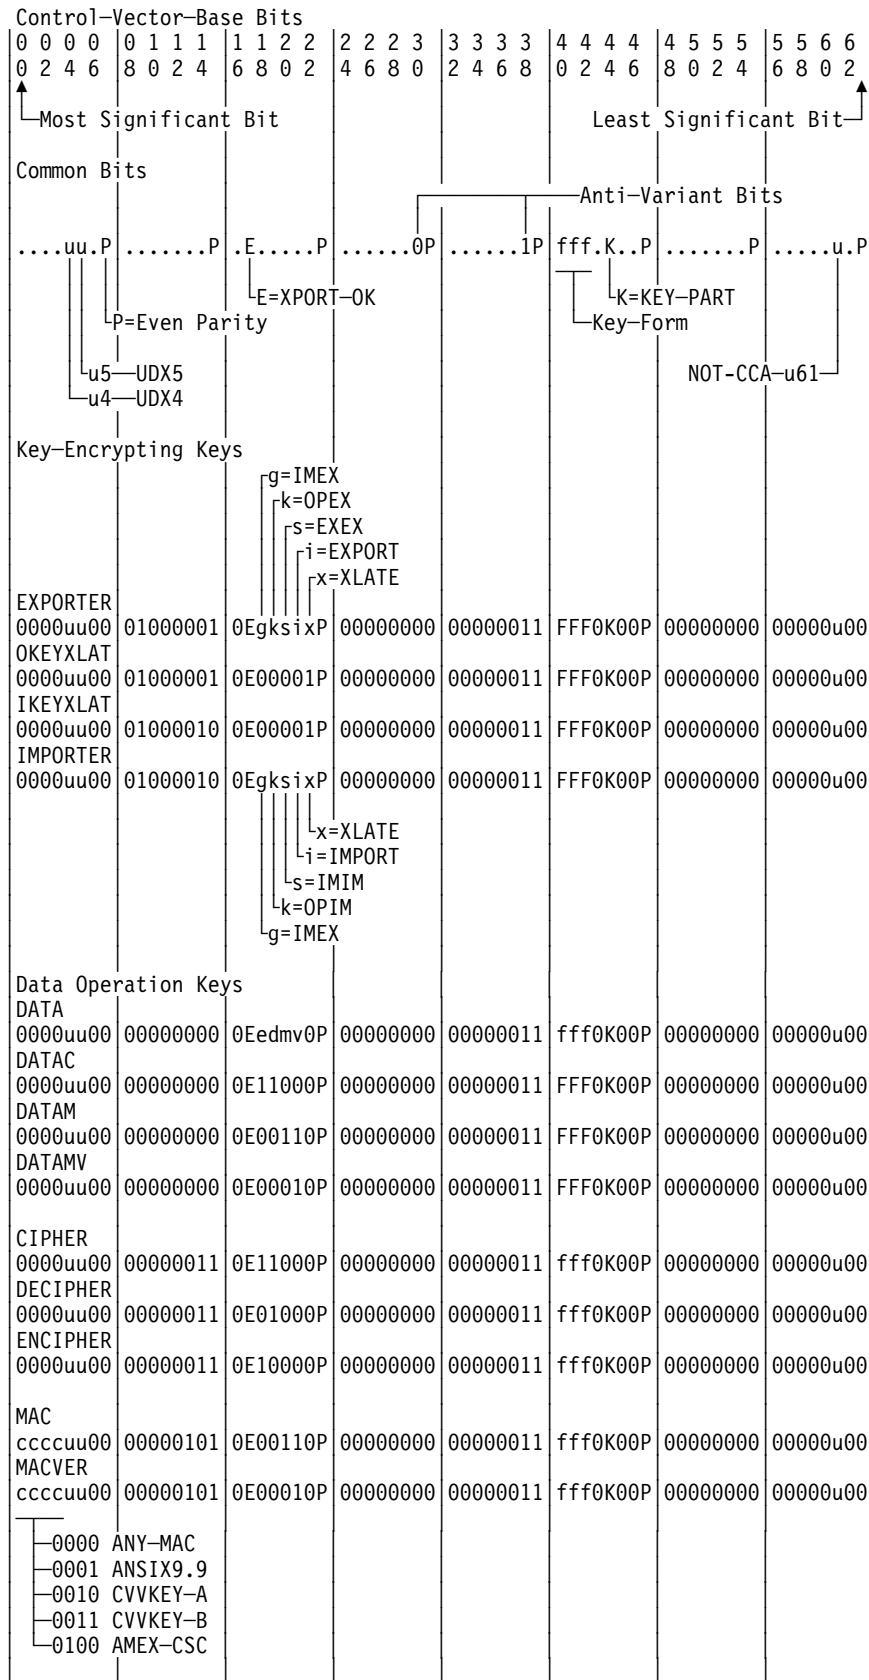 Control-Vector-Base Bits
0 0 0 0 0 1 1 1 1 1 2 2 2 2 2 3 3 3 3 3 4 4 4 4 4 5 5 5 5 5 6 6
0 2 4 6 8 0 2 4 6 8 0 2 4 6 8 0 2 4 6 8 0 2 4 6 8 0 2 4 6 8 0 2
Most Significant Bit Least Significant Bit
Common Bits
Anti-Variant Bits
....uu.P .......P .E.....P ......0P ......1P fff.K..P .......P .....u.P
E=XPORT-OK K=KEY-PART
P=Even Parity Key-Form
u5-UDX5 NOT-CCA-u61
u4-UDX4
Key-Encrypting Keys
g=IMEX
k=OPEX
s=EXEX
i=EXPORT
x=XLATE
EXPORTER
0000uu00 01000001 0EgksixP 00000000 00000011 FFF0K00P 00000000 00000u00
OKEYXLAT
0000uu00 01000001 0E00001P 00000000 00000011 FFF0K00P 00000000 00000u00
IKEYXLAT
0000uu00 01000010 0E00001P 00000000 00000011 FFF0K00P 00000000 00000u00
IMPORTER
0000uu00 01000010 0EgksixP 00000000 00000011 FFF0K00P 00000000 00000u00
x=XLATE
i=IMPORT
s=IMIM
k=OPIM
g=IMEX
Data Operation Keys
DATA
0000uu00 00000000 0Eedmv0P 00000000 00000011 fff0K00P 00000000 00000u00
DATAC
0000uu00 00000000 0E11000P 00000000 00000011 FFF0K00P 00000000 00000u00
DATAM
0000uu00 00000000 0E00110P 00000000 00000011 FFF0K00P 00000000 00000u00
DATAMV
0000uu00 00000000 0E00010P 00000000 00000011 FFF0K00P 00000000 00000u00
CIPHER
0000uu00 00000011 0E11000P 00000000 00000011 fff0K00P 00000000 00000u00
DECIPHER
0000uu00 00000011 0E01000P 00000000 00000011 fff0K00P 00000000 00000u00
ENCIPHER
0000uu00 00000011 0E10000P 00000000 00000011 fff0K00P 00000000 00000u00
MAC
ccccuu00 00000101 0E00110P 00000000 00000011 fff0K00P 00000000 00000u00
MACVER
ccccuu00 00000101 0E00010P 00000000 00000011 fff0K00P 00000000 00000u00
0000 ANY-MAC
0001 ANSIX9.9
0010 CVVKEY-A
0011 CVVKEY-B
0100 AMEX-CSC